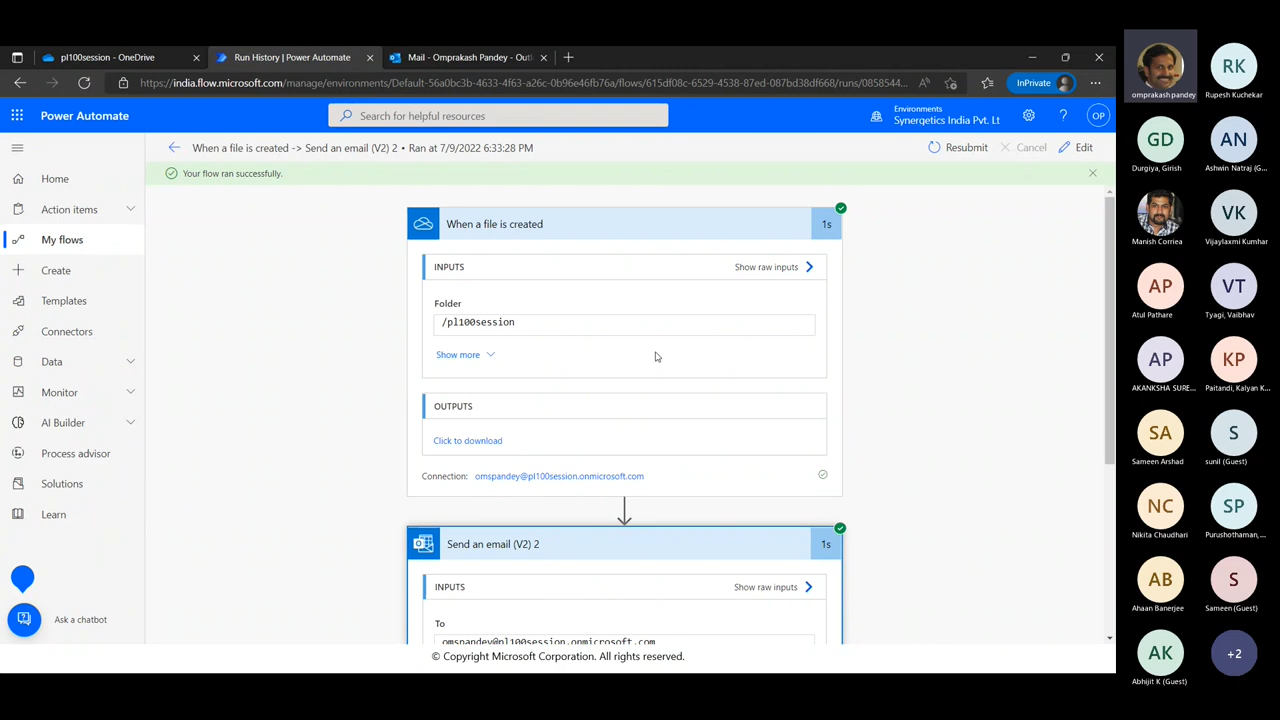 pl100session - OneDrive
Run History | Power Automate
Mail - Omprakash Pandey - Outl
https://india.flow.microsoft.com/manage/environments/Default-56a0bc3b-4633-4f63-a26c-0b96e46fb76a/flows/615df08c-6529-4538-87ed-087bd38df668/runs/0858544...
InPrivate
Power Automate
Search for helpful resources
Environments
Synergetics India Pvt. Lt
OP
When a file is created -> Send an email (V2) 2 • Ran at 7/9/2022 6:33:28 PM
Resubmit
Cancel
Edit
Your flow ran successfully.
Home
Action items
My flows
Create
Templates
Connectors
Data
Monitor
AI Builder
Process advisor
Solutions
Learn
Ask a chatbot
When a file is created
1s
INPUTS
Show raw inputs
Folder
/pl100session
Show more
OUTPUTS
Click to download
Connection: omspandey@pl100session.onmicrosoft.com
Send an email (V2) 2
1s
INPUTS
Show raw inputs
To
omspandey@pl100session.onmicrosoft.com
© Copyright Microsoft Corporation. All rights reserved.
omprakash pandey
RK
Rupesh Kuchekar
GD
Durgiya, Girish
AN
Ashwin Natraj (G...
Manish Corriea
VK
Vijaylaxmi Kumhar
AP
Atul Pathare
VT
Tyagi, Vaibhav
AP
AKANKSHA SURE...
KP
Paitandi, Kalyan K...
SA
Sameen Arshad
S
sunil (Guest)
NC
Nikita Chaudhari
SP
Purushothaman, ...
AB
Ahaan Banerjee
S
Sameen (Guest)
AK
Abhijit K (Guest)
+2